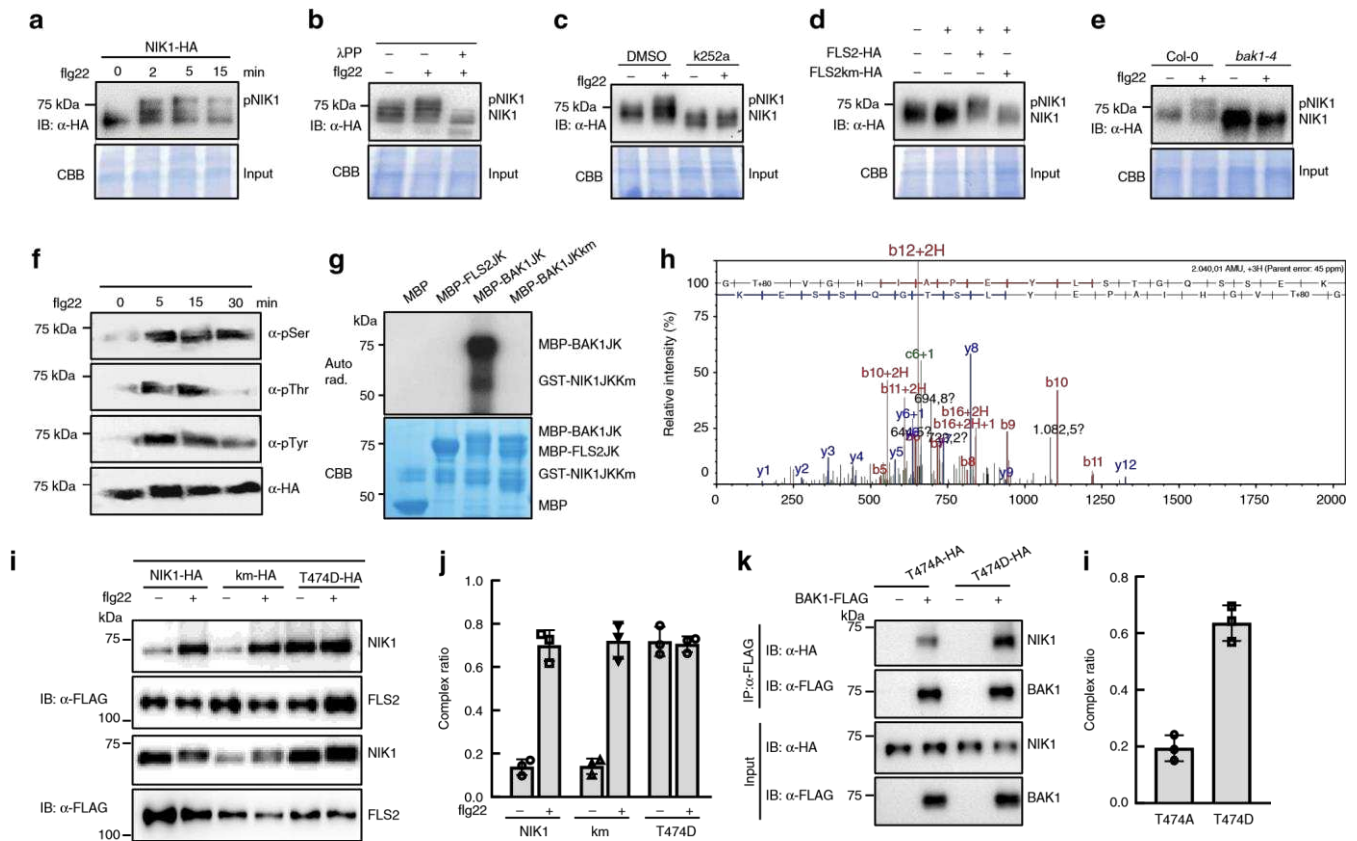 a
NIK1-HA
flg22 0 2 5 15 min
75 kDa
pNIK1
NIK1
IB: α-HA
CBB
Input
b
λPP – – +
flg22 – + +
75 kDa
pNIK1
NIK1
IB: α-HA
CBB
Input
c
DMSO k252a
flg22 – + – +
75 kDa
pNIK1
NIK1
IB: α-HA
CBB
Input
d
– + + + flg22
– – + – FLS2-HA
– – – + FLS2km-HA
75 kDa
pNIK1
NIK1
IB: α-HA
CBB
Input
e
Col-0 bak1-4
flg22 – + – +
75 kDa
pNIK1
NIK1
IB: α-HA
CBB
Input
f
flg22 0 5 15 30 min
75 kDa α-pSer
75 kDa α-pThr
75 kDa α-pTyr
75 kDa α-HA
g
MBP MBP-FLS2JK MBP-BAK1JK MBP-BAK1JKkm
kDa
Auto rad.
75
50
MBP-BAK1JK
GST-NIK1JKKm
CBB
75
50
MBP-BAK1JK
MBP-FLS2JK
GST-NIK1JKKm
MBP
h
b12+2H
2.040,01 AMU, +3H (Parent error: 45 ppm)
G T+80 V G H I A P E Y L S T G Q S S E K
K E S S Q G T S L Y E P A I H G V T+80 G
Relative intensity (%)
100
75
50
25
0
c6+1
y8
b10+2H
b11+2H
694,8?
b10
y6+1
b16+2H
b16+2H+1
b9
1.082,5?
y3
y4
y5
y1
y2
b5
b8
y9
b11
y12
0 250 500 750 1000 1250 1500 1750 2000
i
NIK1-HA km-HA T474D-HA
flg22 – + – + – +
kDa
75
NIK1
IB: α-FLAG
FLS2
100
75
NIK1
IB: α-FLAG
FLS2
100
j
Complex ratio
1.0
0.8
0.6
0.4
0.2
0.0
flg22 – + – + – +
NIK1 km T474D
k
T474A-HA T474D-HA
BAK1-FLAG – + – +
kDa
IP:α-FLAG
75
IB: α-HA
NIK1
IB: α-FLAG
75
BAK1
Input
IB: α-HA
NIK1
IB: α-FLAG
75
BAK1
i
Complex ratio
0.8
0.6
0.4
0.2
0.0
T474A T474D